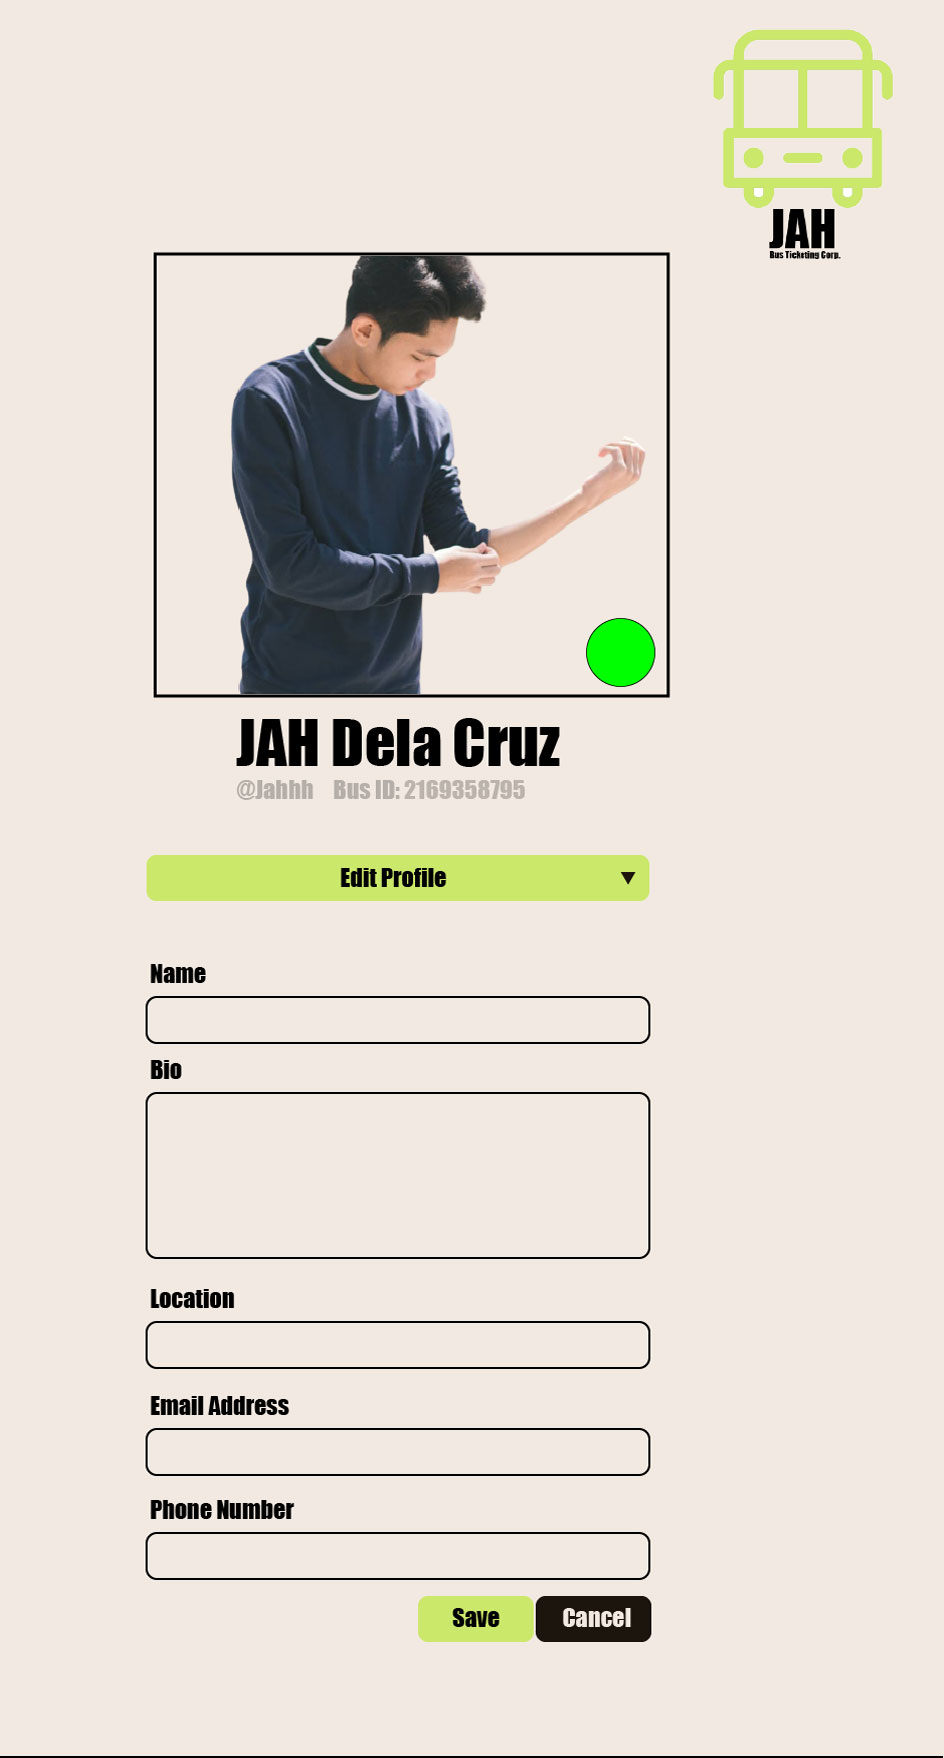 JAH
Bus Ticketing Corp.
JAH Dela Cruz
@Jahhh Bus ID: 2169358795
Edit Profile
Name
Bio
Location
Email Address
Phone Number
Save Cancel